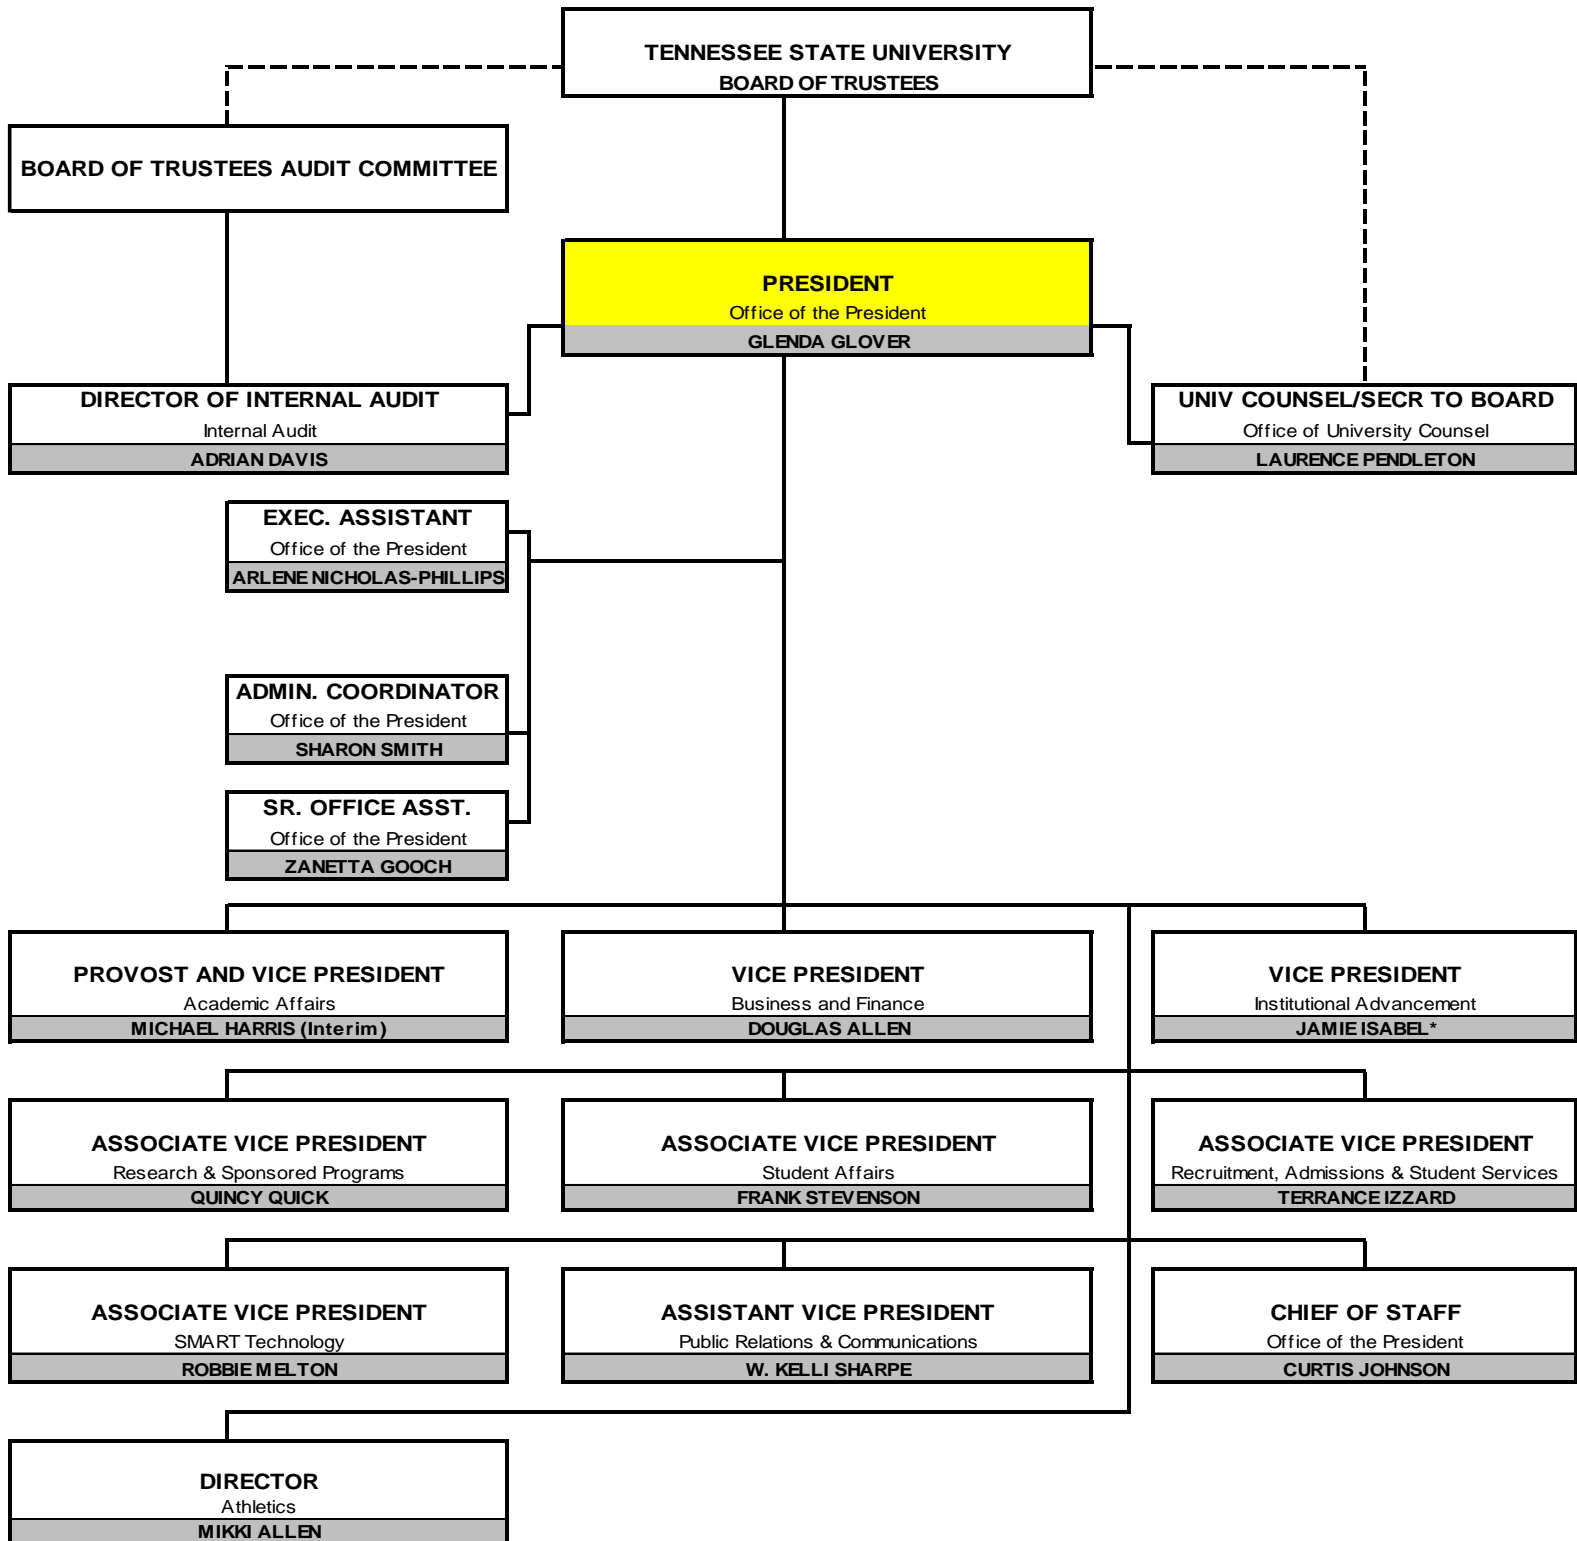 TENNESSEE STATE UNIVERSITY
BOARD OF TRUSTEES
BOARD OF TRUSTEES AUDIT COMMITTEE
PRESIDENT
Office of the President
GLENDA GLOVER
DIRECTOR OF INTERNAL AUDIT
Internal Audit
ADRIAN DAVIS
UNIV COUNSEL/SECR TO BOARD
Office of University Counsel
LAURENCE PENDLETON
EXEC. ASSISTANT
Office of the President
ARLENE NICHOLAS-PHILLIPS
ADMIN. COORDINATOR
Office of the President
SHARON SMITH
SR. OFFICE ASST.
Office of the President
ZANETTA GOOCH
PROVOST AND VICE PRESIDENT
Academic Affairs
MICHAEL HARRIS (Interim)
VICE PRESIDENT
Business and Finance
DOUGLAS ALLEN
VICE PRESIDENT
Institutional Advancement
JAMIE ISABEL*
ASSOCIATE VICE PRESIDENT
Research & Sponsored Programs
QUINCY QUICK
ASSOCIATE VICE PRESIDENT
Student Affairs
FRANK STEVENSON
ASSOCIATE VICE PRESIDENT
Recruitment, Admissions & Student Services
TERRANCE IZZARD
ASSOCIATE VICE PRESIDENT
SMART Technology
ROBBIE MELTON
ASSISTANT VICE PRESIDENT
Public Relations & Communications
W. KELLI SHARPE
CHIEF OF STAFF
Office of the President
CURTIS JOHNSON
DIRECTOR
Athletics
MIKKI ALLEN